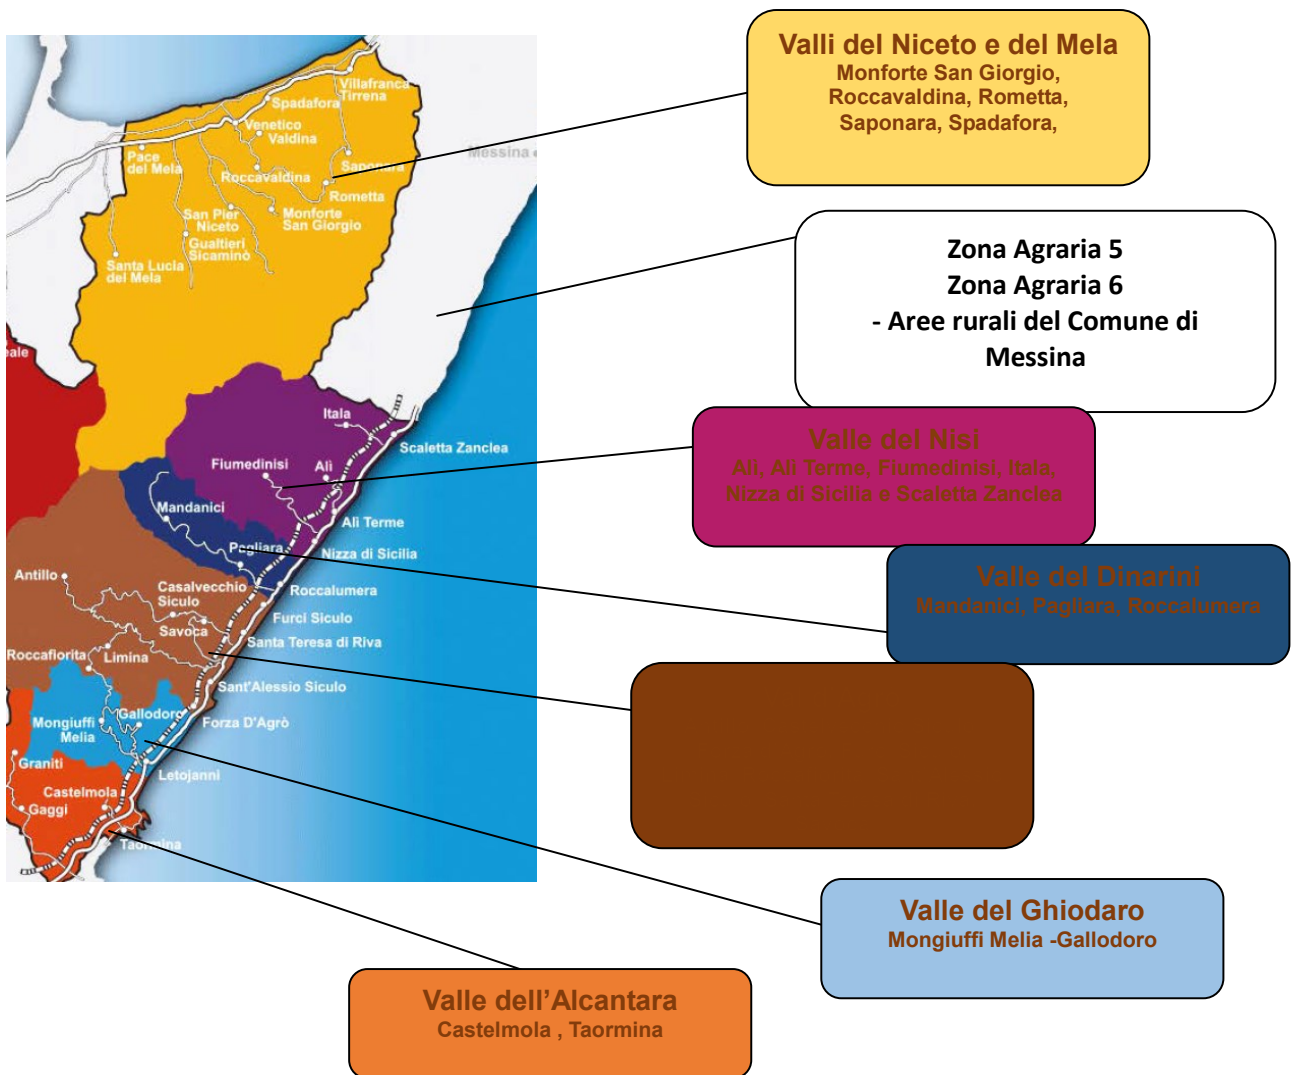 Valli del Niceto e del Mela
Monforte San Giorgio,
Roccavaldina, Rometta,
Saponara, Spadafora,
Villafranca
Tirrena
Spadafora
Venetico
Valdina
Messina
Pace
del Mela
Saponara
Roccavaldina
Rometta
San Pier
Niceto
Monforte
San Giorgio
Gualtieri
Sicaminò
Santa Lucia
del Mela
Zona Agraria 5
Zona Agraria 6
- Aree rurali del Comune di
Messina
eale
Itala
Scaletta Zanclea
Fiumedinisi
Alì
Valle del Nisi
Alì, Alì Terme, Fiumedinisi, Itala,
Nizza di Sicilia e Scaletta Zanclea
Mandanici
Alì Terme
Pagliara
Nizza di Sicilia
Antillo
Casalvecchio
Siculo
Roccalumera
Valle del Dinarini
Mandanici, Pagliara, Roccalumera
Furci Siculo
Savoca
Santa Teresa di Riva
Roccafiorita
Limina
Sant'Alessio Siculo
Mongiuffi
Melia
Gallodoro
Forza D'Agrò
Graniti
Letojanni
Castelmola
Gaggi
Taormina
Valle del Ghiodaro
Mongiuffi Melia -Gallodoro
Valle dell’Alcantara
Castelmola , Taormina